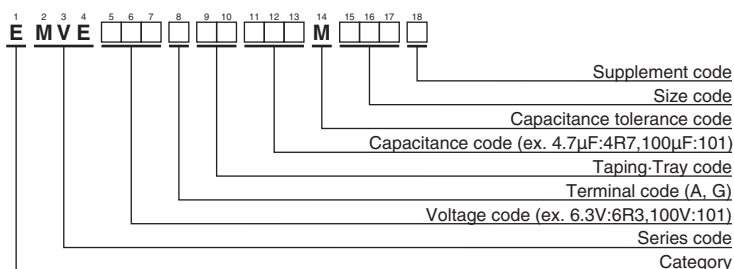 1 2 3 4 5 6 7 8 9 10 11 12 13 14 15 16 17 18
E M V E M
Supplement code
Size code
Capacitance tolerance code
Capacitance code (ex. 4.7µF:4R7,100µF:101)
Taping·Tray code
Terminal code (A, G)
Voltage code (ex. 6.3V:6R3,100V:101)
Series code
Category